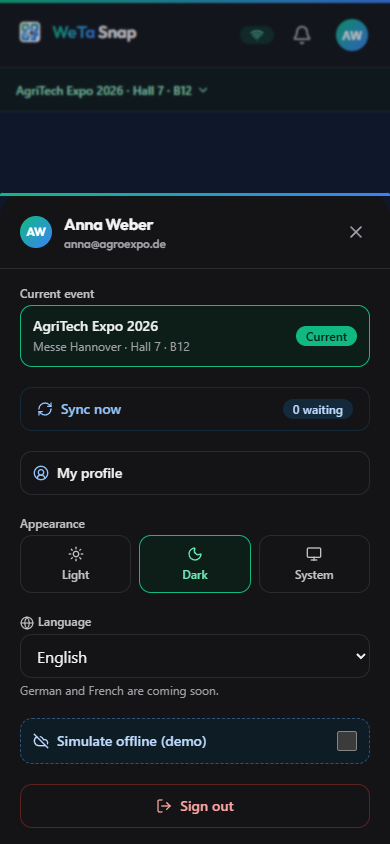 WeTa Snap
AW
AgriTech Expo 2026 · Hall 7 · B12
AW
Anna Weber
anna@agroexpo.de
Current event
AgriTech Expo 2026
Current
Messe Hannover · Hall 7 · B12
Sync now
0 waiting
My profile
Appearance
Light
Dark
System
Language
English
German and French are coming soon.
Simulate offline (demo)
Sign out